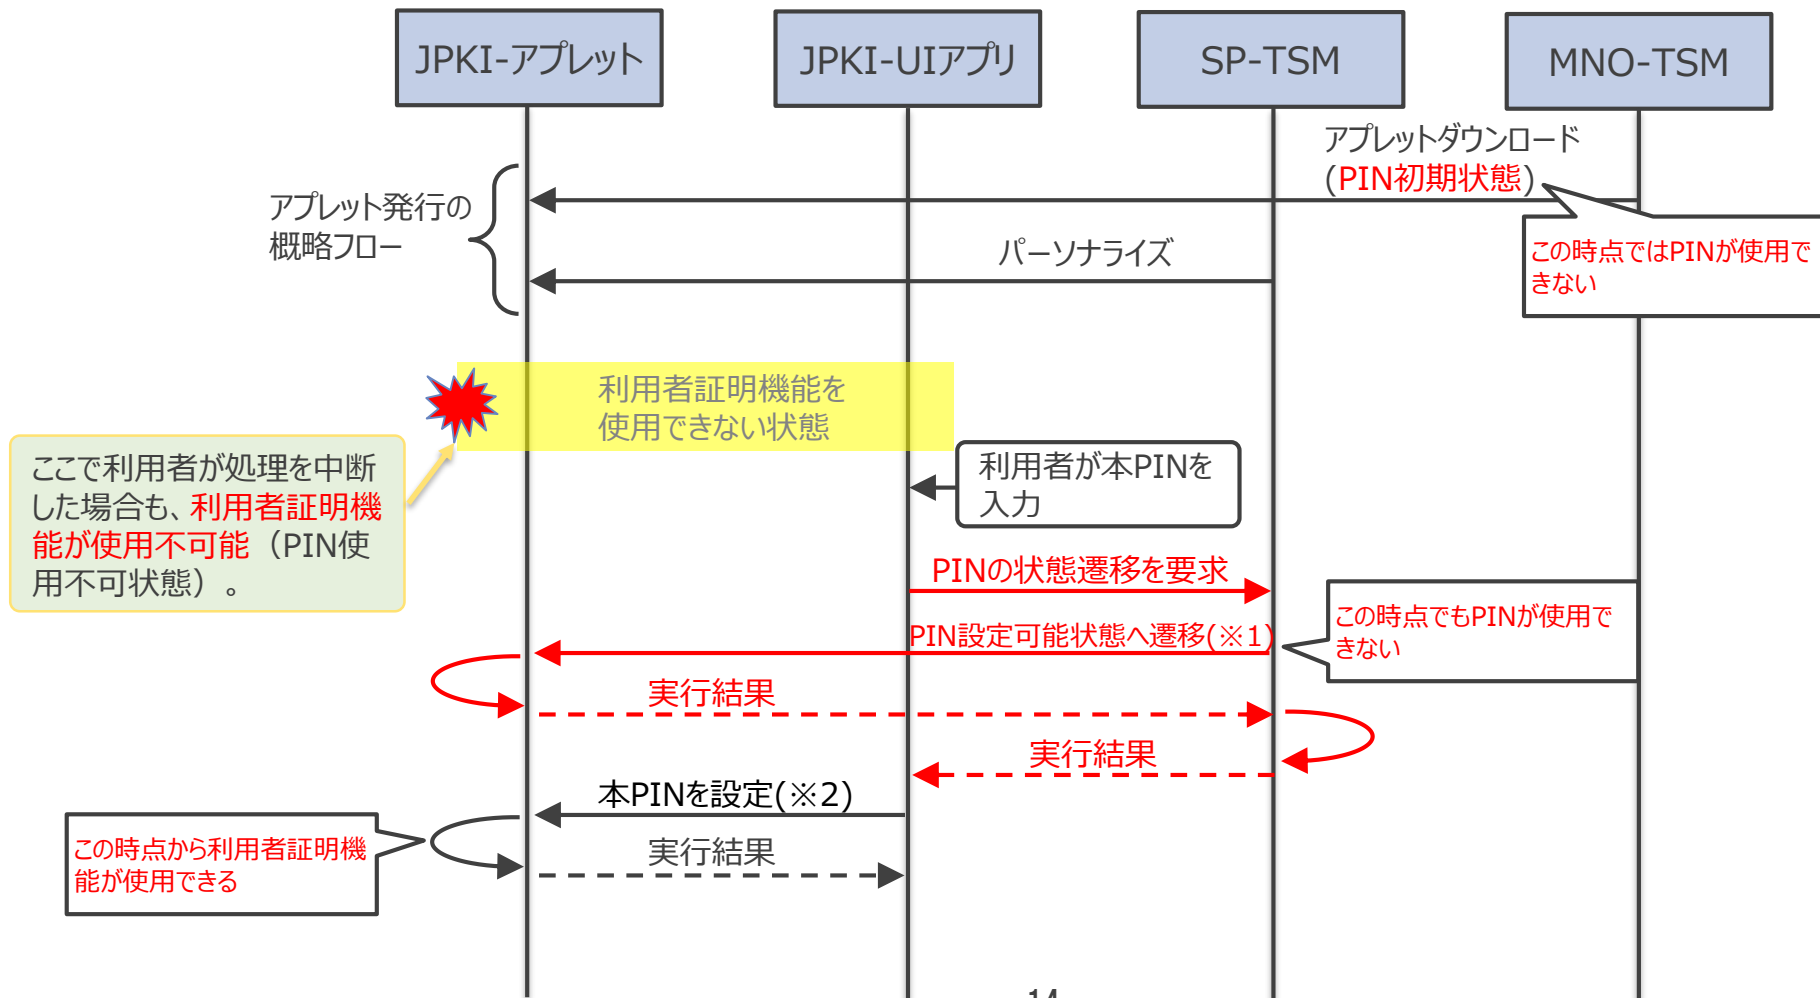 JPKI-アプレット
JPKI-UIアプリ
SP-TSM
MNO-TSM
アプレットダウンロード
(PIN初期状態)
アプレット発行の
概略フロー
この時点ではPINが使用で
きない
パーソナライズ
利用者証明機能を
使用できない状態
ここで利用者が処理を中断
した場合も、利用者証明機
能が使用不可能（PIN使
用不可状態）。
利用者が本PINを
入力
PINの状態遷移を要求
この時点でもPINが使用で
きない
PIN設定可能状態へ遷移(※1)
実行結果
実行結果
本PINを設定(※2)
この時点から利用者証明機
能が使用できる
実行結果
14